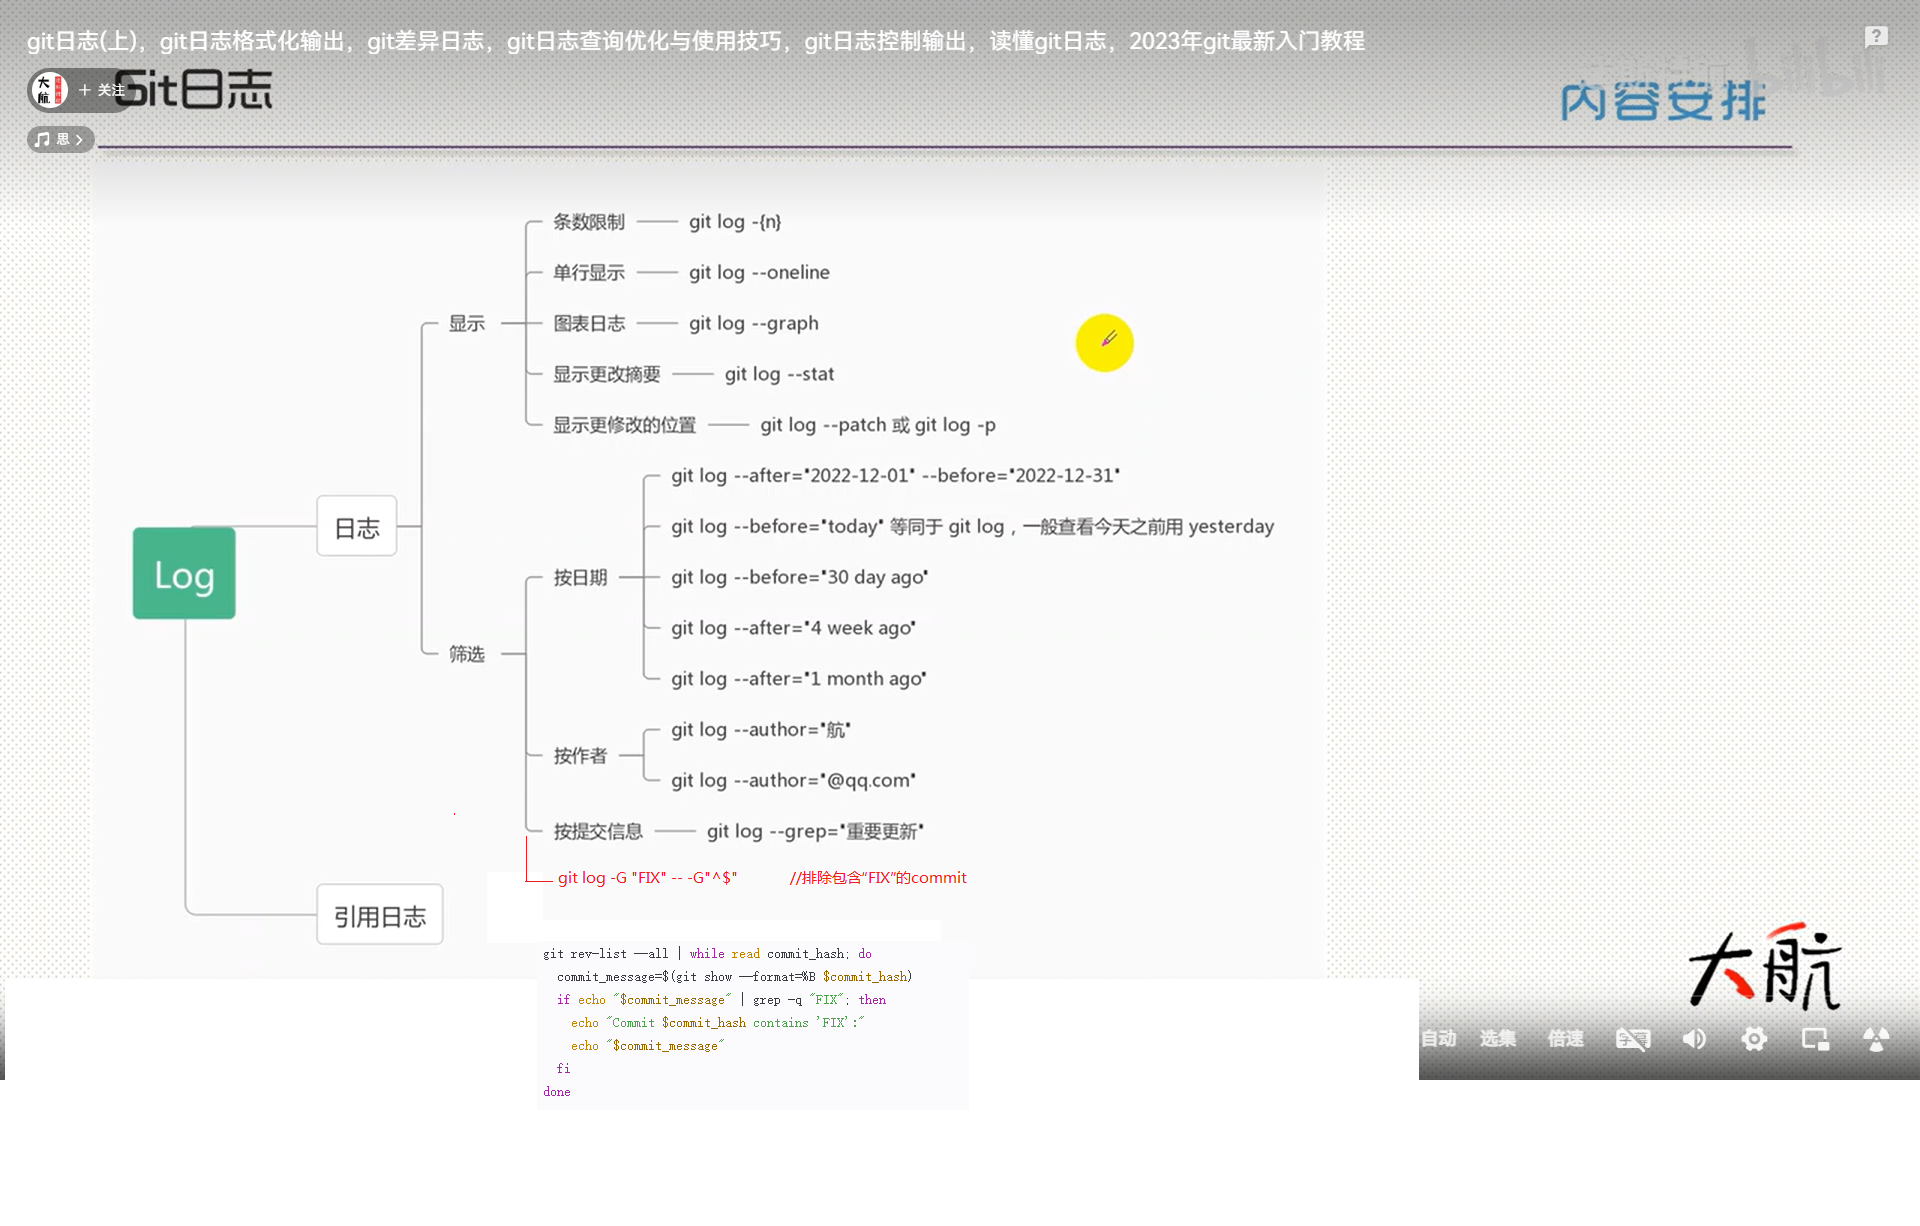 git日志(上)，git日志格式化输出，git差异日志，git日志查询优化与使用技巧，git日志控制输出，读懂git日志，2023年git最新入门教程
大航
+ 关注
Git日志
内容安排
思 >
条数限制 git log -{n}
单行显示 git log --oneline
显示
图表日志 git log --graph
显示更改摘要 git log --stat
显示更修改的位置 git log --patch 或 git log -p
日志
Log
筛选
按日期
git log --after="2022-12-01" --before="2022-12-31"
git log --before="today" 等同于 git log，一般查看今天之前用 yesterday
git log --before="30 day ago"
git log --after="4 week ago"
git log --after="1 month ago"
按作者
git log --author="航"
git log --author="@qq.com"
按提交信息 git log --grep="重要更新"
git log -G "FIX" -- -G"^$" //排除包含“FIX”的commit
引用日志
git rev-list --all | while read commit_hash; do
commit_message=$(git show --format=%B $commit_hash)
if echo "$commit_message" | grep -q "FIX"; then
echo "Commit $commit_hash contains 'FIX':"
echo "$commit_message"
fi
done
大航
自动 选集 倍速 字幕